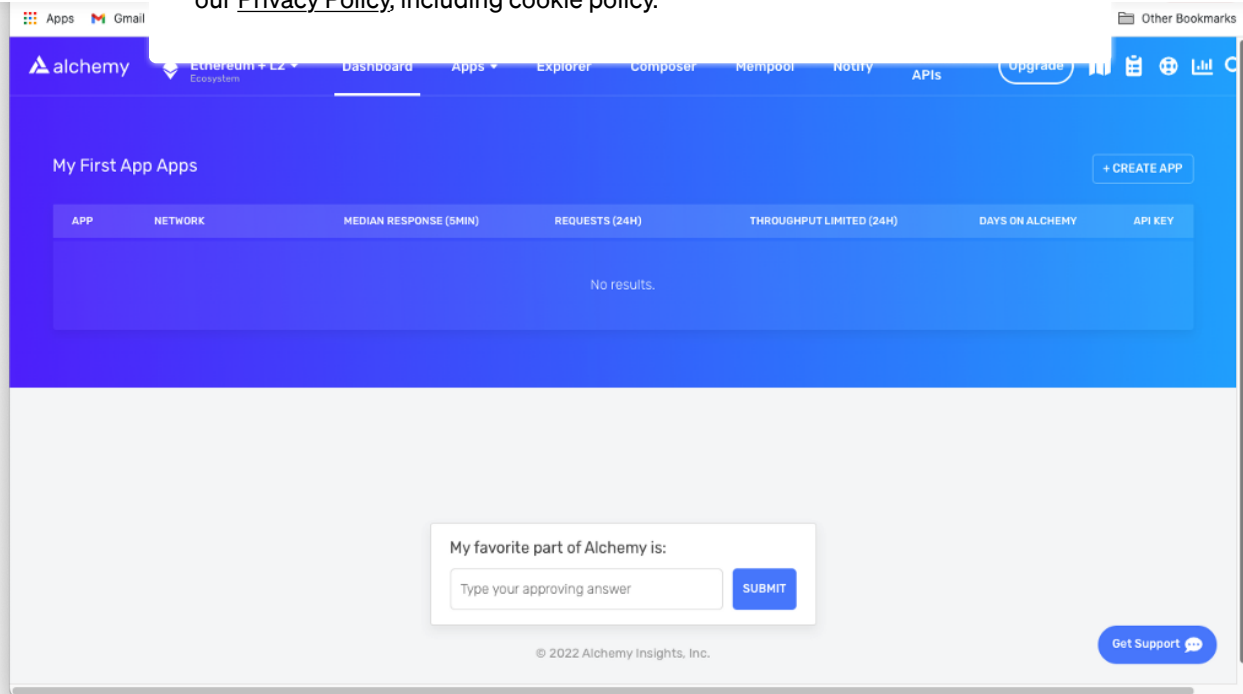 our Privacy Policy, including cookie policy.
Apps Gmail Other Bookmarks
alchemy Ethereum + L2 Dashboard Apps Explorer Composer Mempool Notify APIs Upgrade
Ecosystem
My First App Apps + CREATE APP
APP NETWORK MEDIAN RESPONSE (5MIN) REQUESTS (24H) THROUGHPUT LIMITED (24H) DAYS ON ALCHEMY API KEY
No results.
My favorite part of Alchemy is:
Type your approving answer SUBMIT
© 2022 Alchemy Insights, Inc.
Get Support